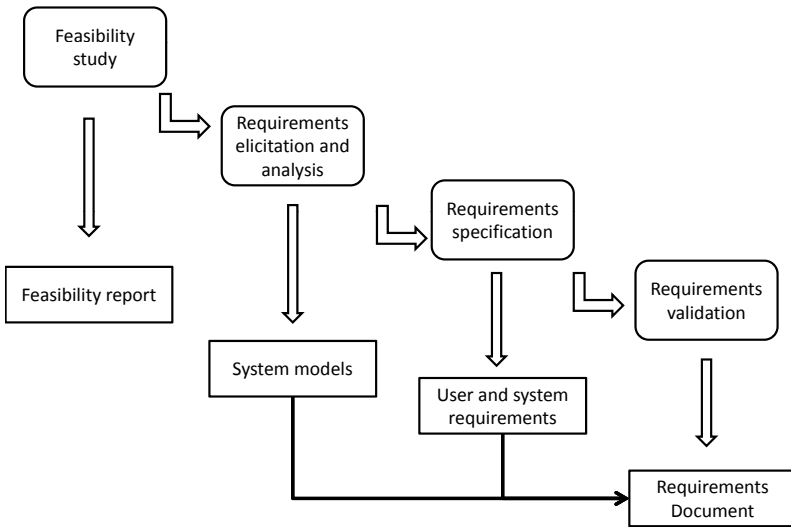 Feasibility
study
Requirements
elicitation and
analysis
Requirements
specification
Requirements
validation
Feasibility report
System models
User and system
requirements
Requirements
Document